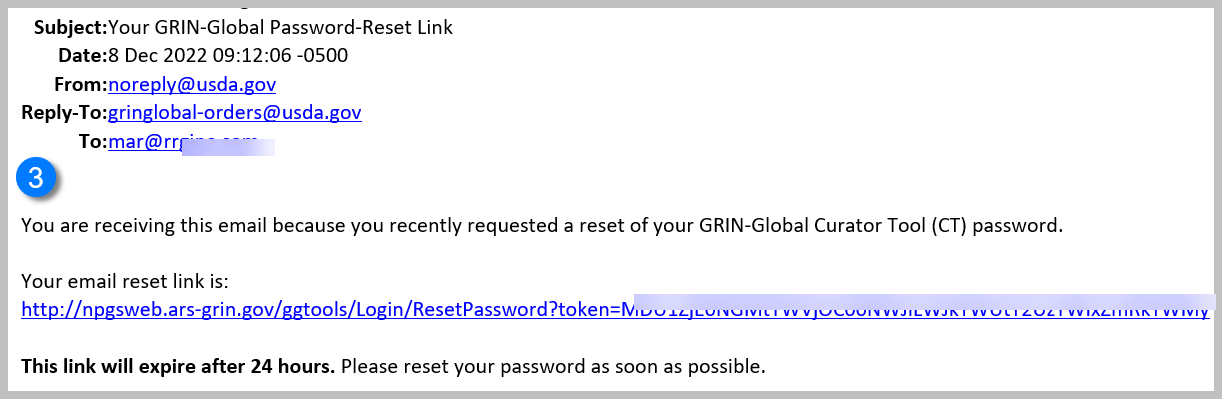 Subject:Your GRIN-Global Password-Reset Link
Date:8 Dec 2022 09:12:06 -0500
From:noreply@usda.gov
Reply-To:gringlobal-orders@usda.gov
To:
3
You are receiving this email because you recently requested a reset of your GRIN-Global Curator Tool (CT) password.
Your email reset link is:
http://npgsweb.ars-grin.gov/ggtools/Login/ResetPassword?token=
This link will expire after 24 hours. Please reset your password as soon as possible.